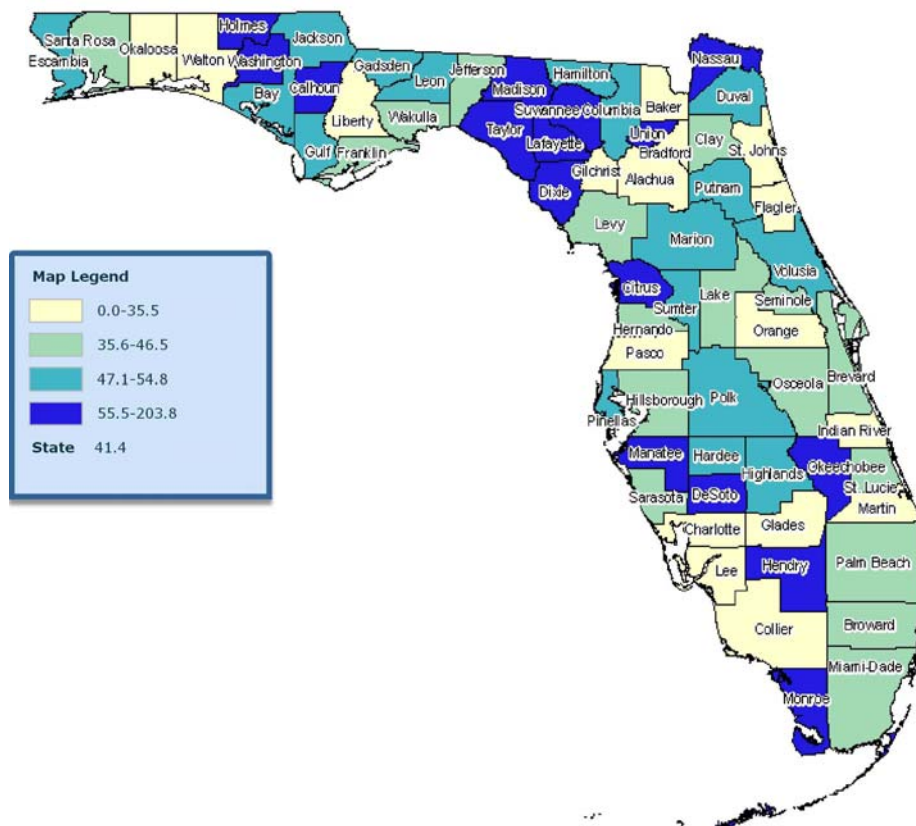 Holmes
Santa Rosa
Okaloosa
Jackson
Escambia
Walton
Washington
Calhoun
Bay
Gadsden
Leon
Jefferson
Madison
Hamilton
Nassau
Duval
Liberty
Wakulla
Suwannee
Columbia
Baker
Gulf
Franklin
Taylor
Lafayette
Union
Bradford
Clay
St. Johns
Dixie
Gilchrist
Alachua
Putnam
Flagler
Levy
Marion
Volusia
Map Legend
0.0-35.5
35.6-46.5
47.1-54.8
55.5-203.8
State 41.4
Citrus
Sumter
Lake
Seminole
Hernando
Orange
Pasco
Osceola
Brevard
Hillsborough
Polk
Pinellas
Indian River
Manatee
Hardee
Gkeechobee
Highlands
St. Lucie
Sarasota
DeSoto
Martin
Charlotte
Glades
Lee
Hendry
Palm Beach
Collier
Broward
Miami-Dade
Monroe